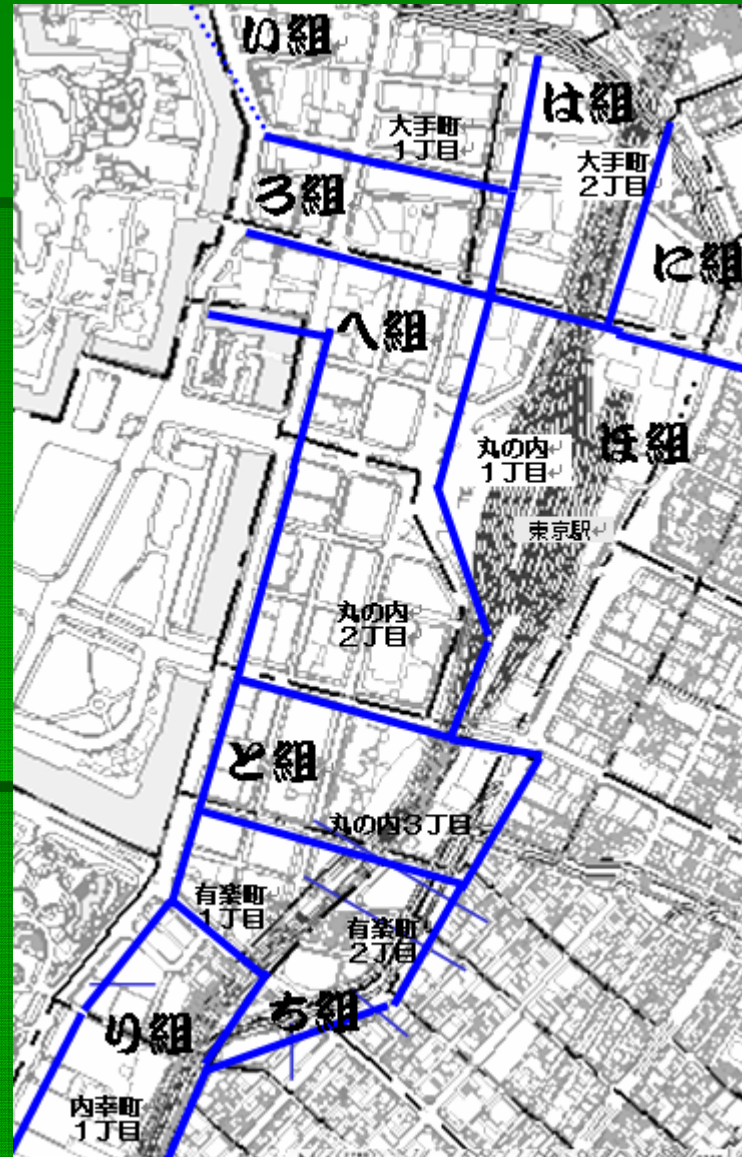 い組
は組
大手町
1丁目
大手町
2丁目
ろ組
に組
へ組
ほ組
丸の内
1丁目
東京駅
丸の内
2丁目
と組
丸の内3丁目
有楽町
1丁目
有楽町
2丁目
ち組
り組
内幸町
1丁目